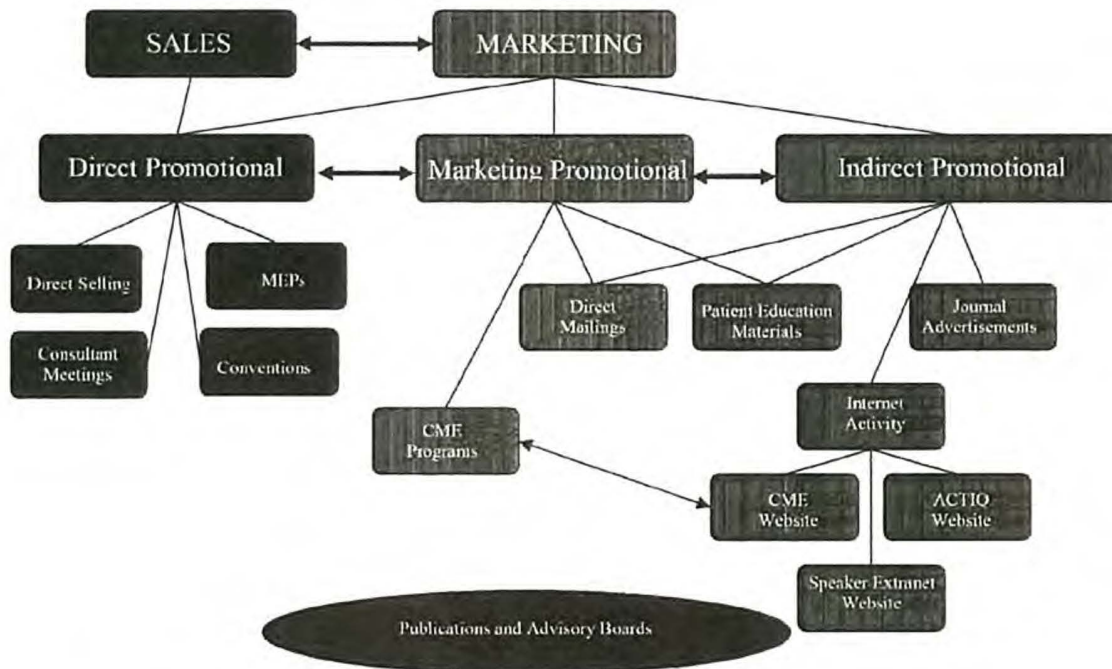 SALES
MARKETING
Direct Promotional
Marketing Promotional
Indirect Promotional
Direct Selling
MEPs
Direct
Mailings
Patient Education
Materials
Journal
Advertisements
Consultant
Meetings
Conventions
Internet
Activity
CME
Programs
CME
Website
ACTIQ
Website
Speaker Extranet
Website
Publications and Advisory Boards